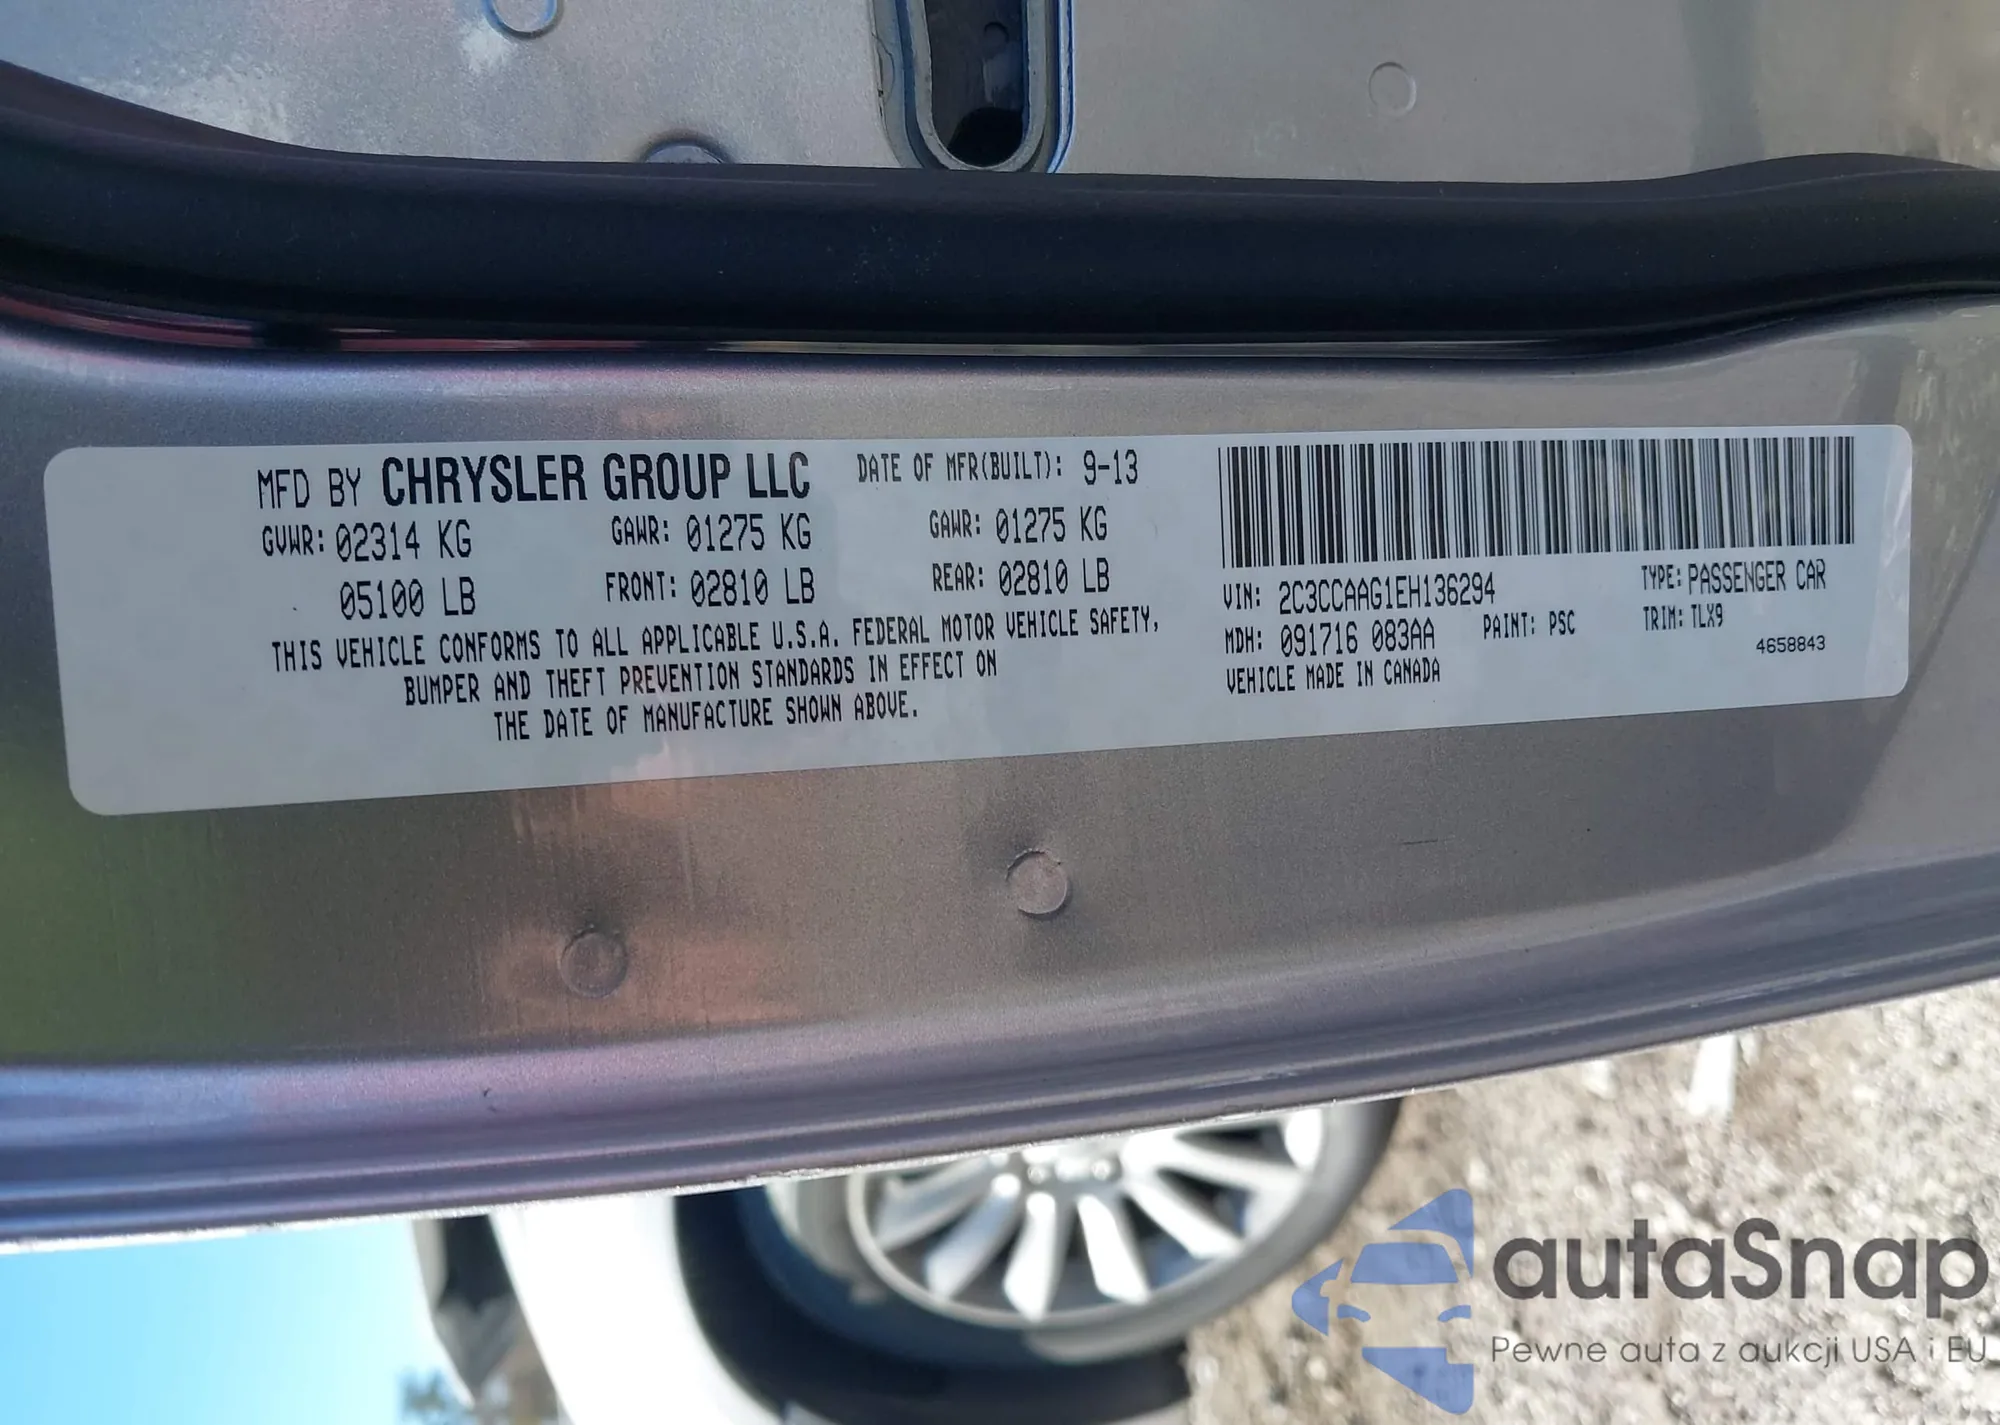 MFD BY CHRYSLER GROUP LLC DATE OF MFR(BUILT): 9-13
GVWR: 02314 KG GAWR: 01275 KG GAWR: 01275 KG
05100 LB FRONT: 02810 LB REAR: 02810 LB
THIS VEHICLE CONFORMS TO ALL APPLICABLE U.S.A. FEDERAL MOTOR VEHICLE SAFETY,
BUMPER AND THEFT PREVENTION STANDARDS IN EFFECT ON
THE DATE OF MANUFACTURE SHOWN ABOVE.
VIN: 2C3CCAAG1EH136294 TYPE: PASSENGER CAR
MDH: 091716 083AA PAINT: PSC TRIM: TLX9
VEHICLE MADE IN CANADA 4658843
autaSnap
Pewne auta z aukcji USA i EU